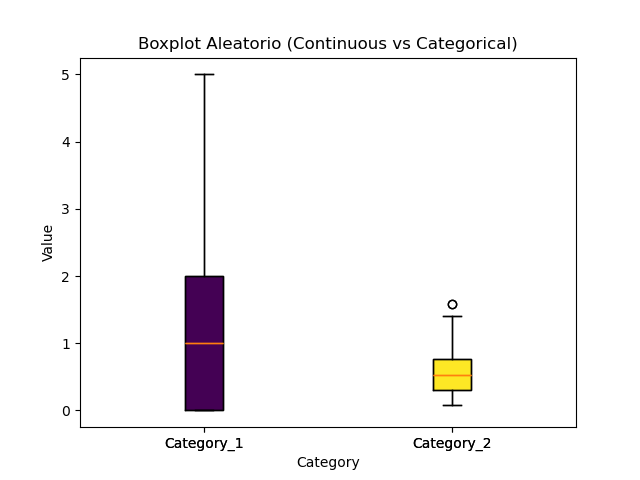 Boxplot Aleatorio (Continuous vs Categorical)
5
4
3
2
1
0
Value
Category_1
Category_2
Category